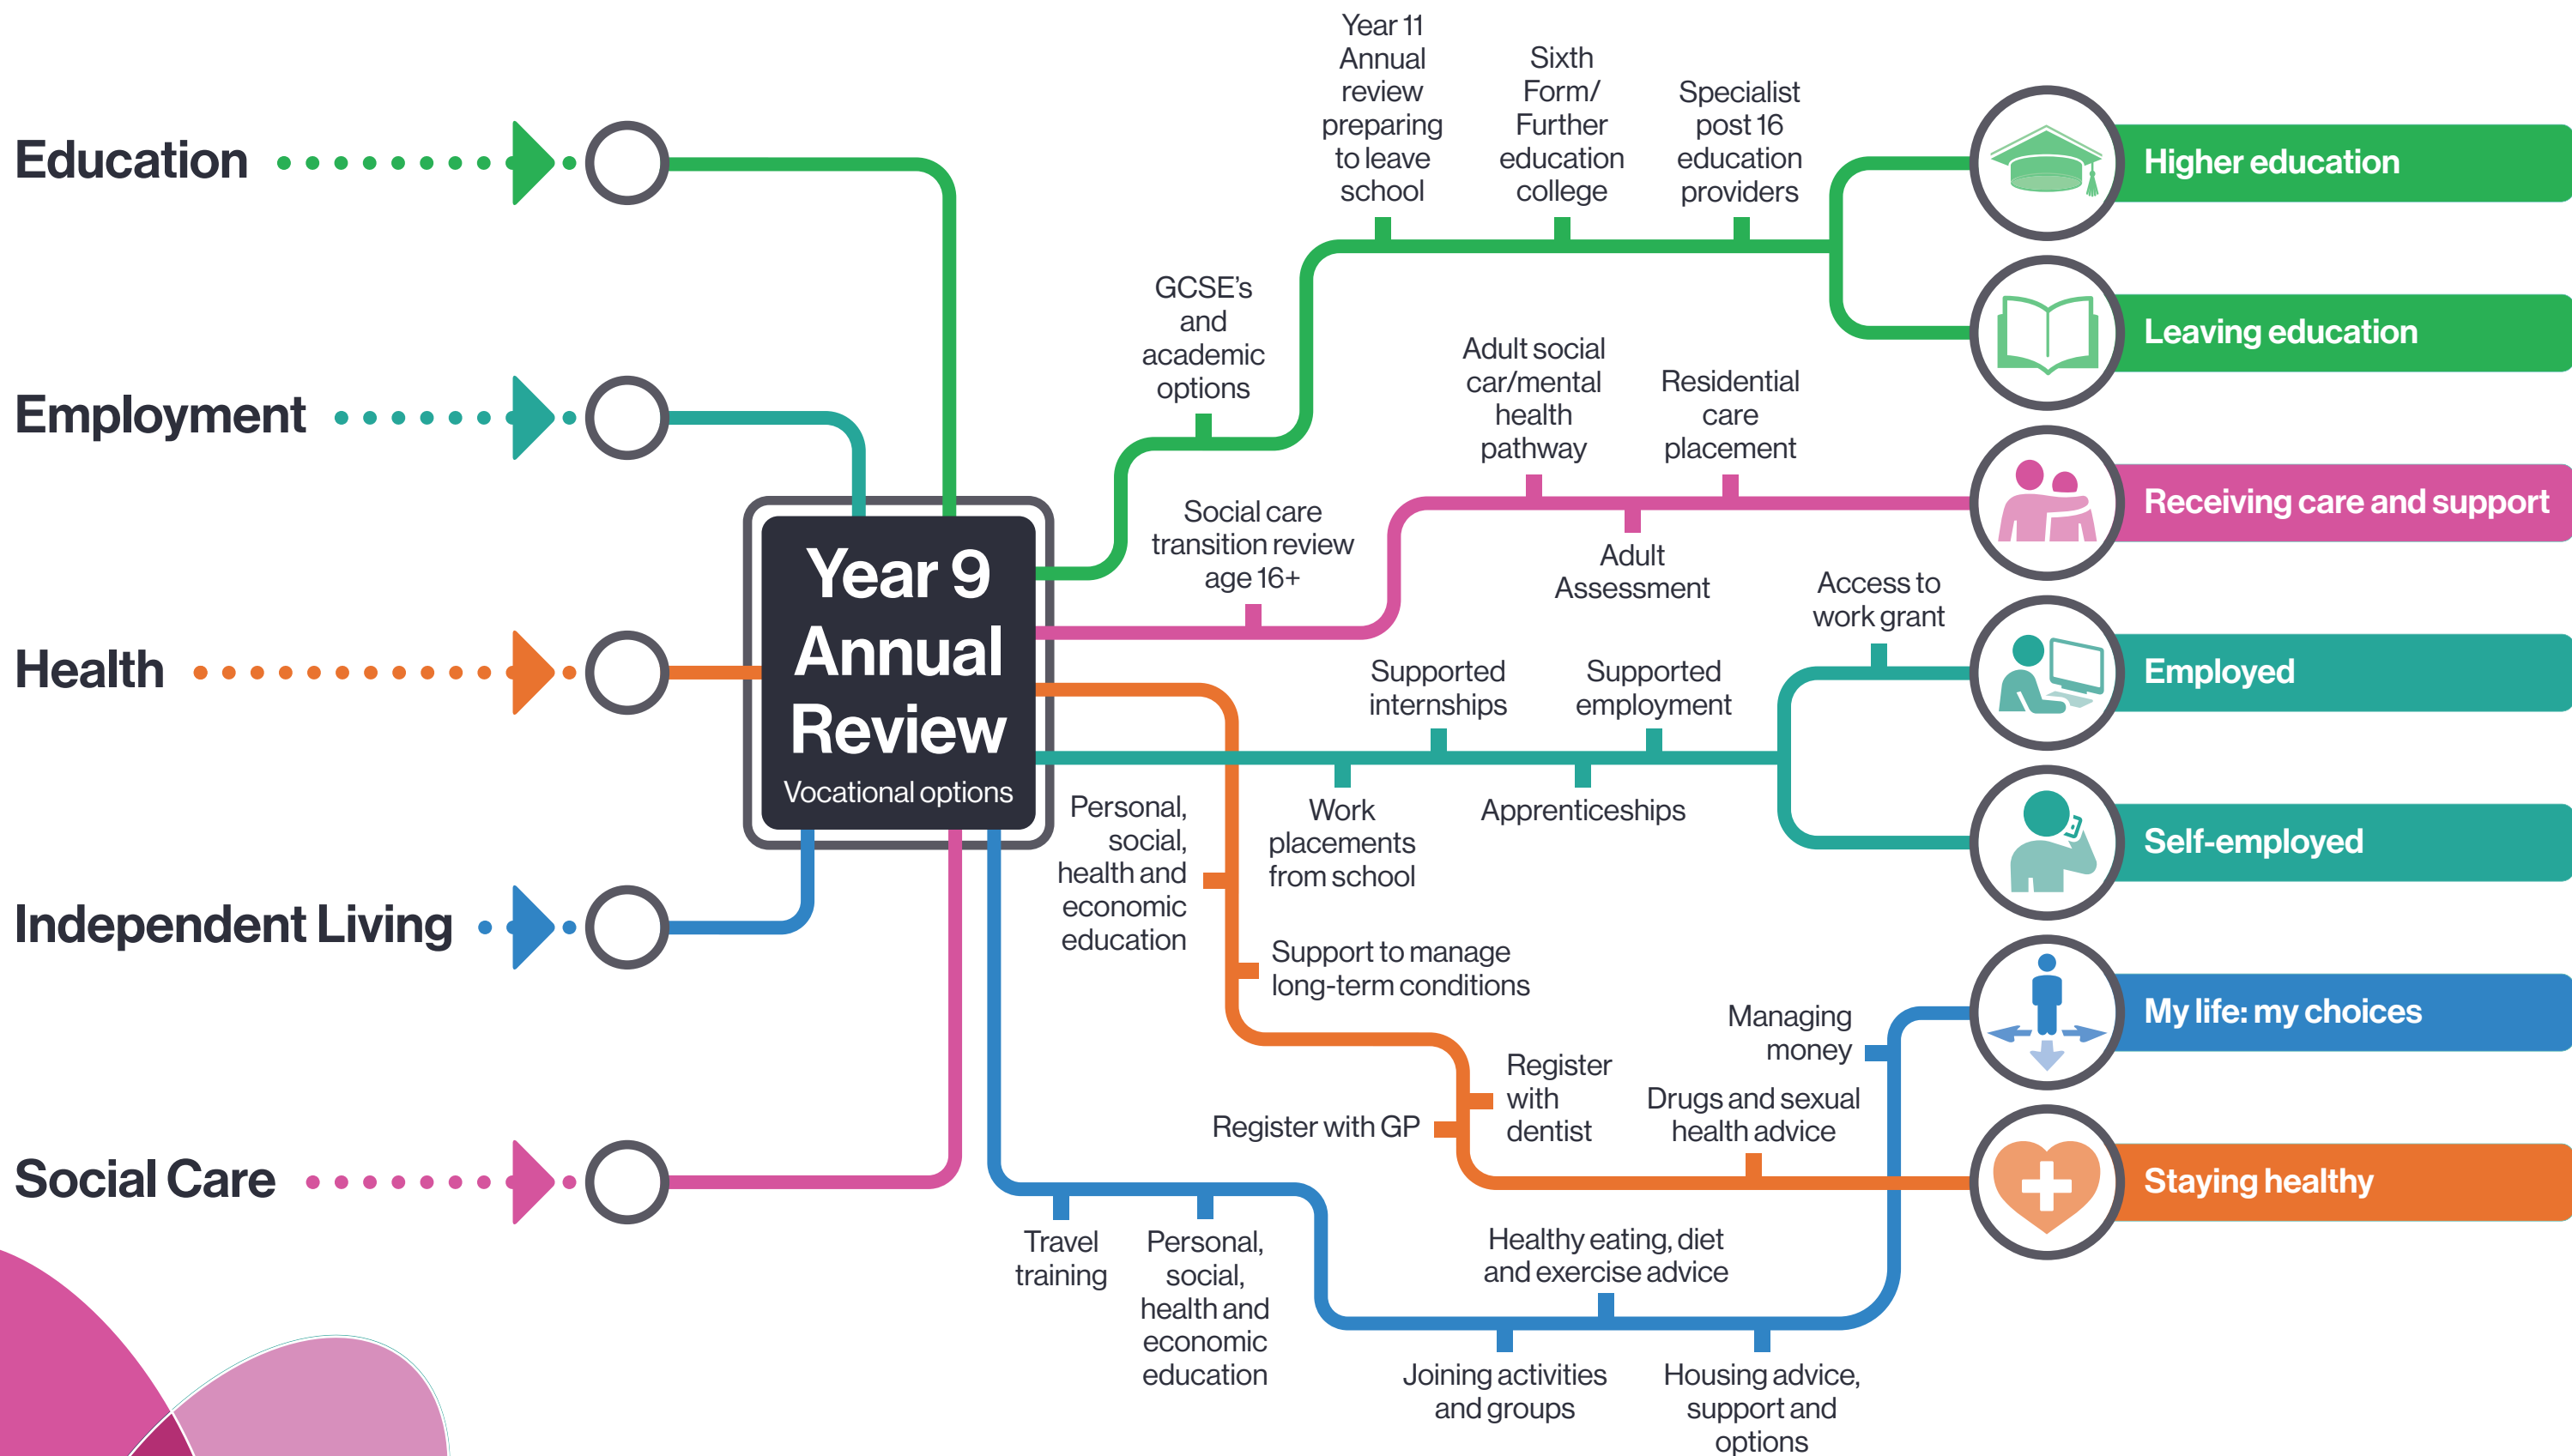 Education
Employment
Health
Independent Living
Social Care
Year 9
Annual
Review
Vocational options
GCSE's
and
academic
options
Year 11
Annual
review
preparing
to leave
school
Sixth
Form/
Further
education
college
Specialist
post 16
education
providers
Social care
transition review
age 16+
Adult social
car/mental
health
pathway
Adult
Assessment
Residential
care
placement
Work
placements
from school
Supported
internships
Apprenticeships
Supported
employment
Access to
work grant
Personal,
social,
health and
economic
education
Support to manage
long-term conditions
Register with GP
Register
with
dentist
Drugs and sexual
health advice
Travel
training
Personal,
social,
health and
economic
education
Joining activities
and groups
Healthy eating, diet
and exercise advice
Housing advice,
support and
options
Managing
money
Higher education
Leaving education
Receiving care and support
Employed
Self-employed
My life: my choices
Staying healthy